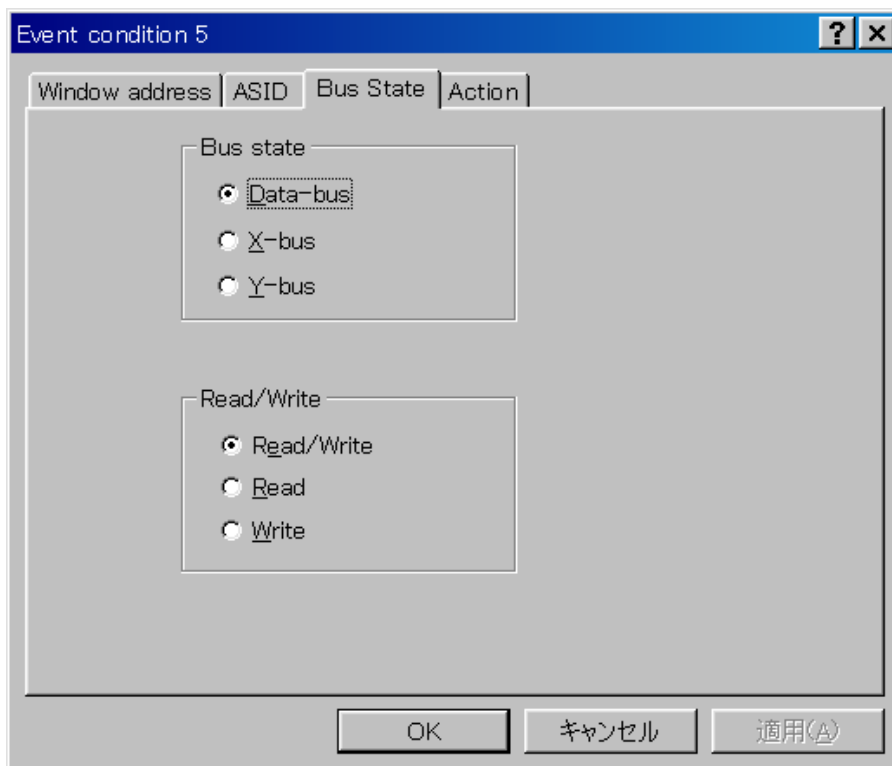 Event condition 5
Window address ASID Bus State Action
Bus state
Data-bus
X-bus
Y-bus
Read/Write
Read/Write
Read
Write
OK キャンセル 適用(A)